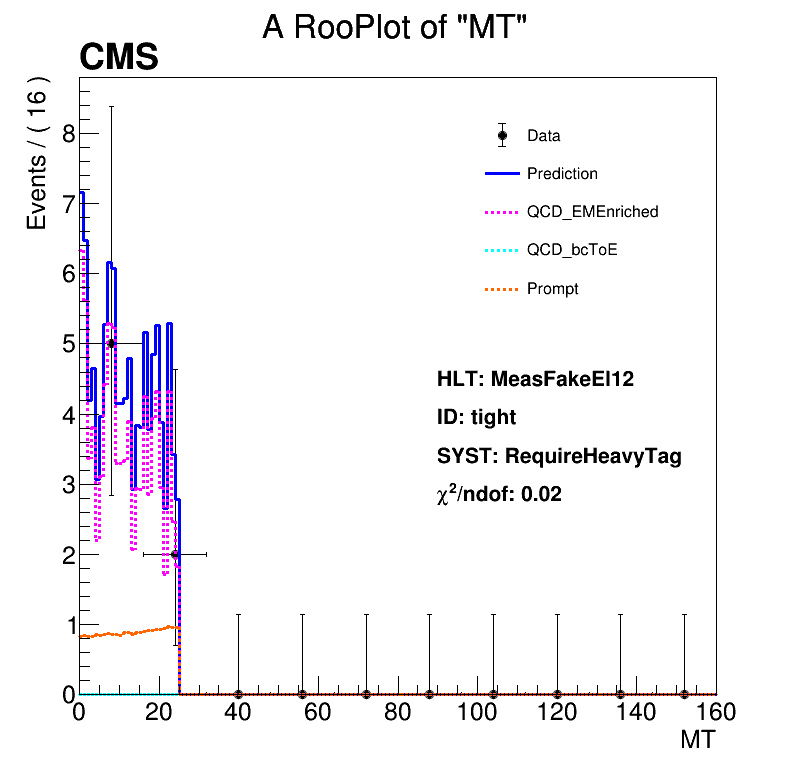 A RooPlot of "MT"
CMS
Events / ( 16 )
8
7
6
5
4
3
2
1
0
Data
Prediction
QCD_EMEnriched
QCD_bcToE
Prompt
HLT: MeasFakeEl12
ID: tight
SYST: RequireHeavyTag
χ²/ndof: 0.02
0 20 40 60 80 100 120 140 160
MT